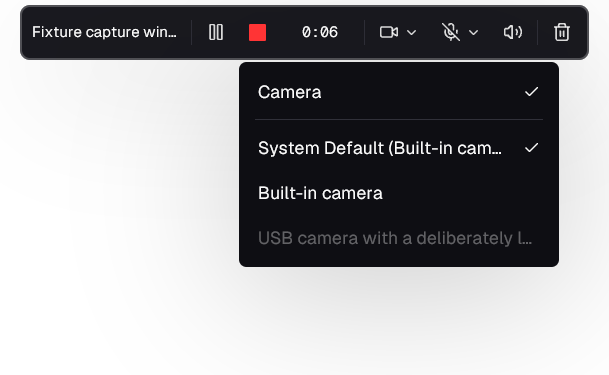 Fixture capture win...
0:06
Camera
System Default (Built-in cam...
Built-in camera
USB camera with a deliberately l...